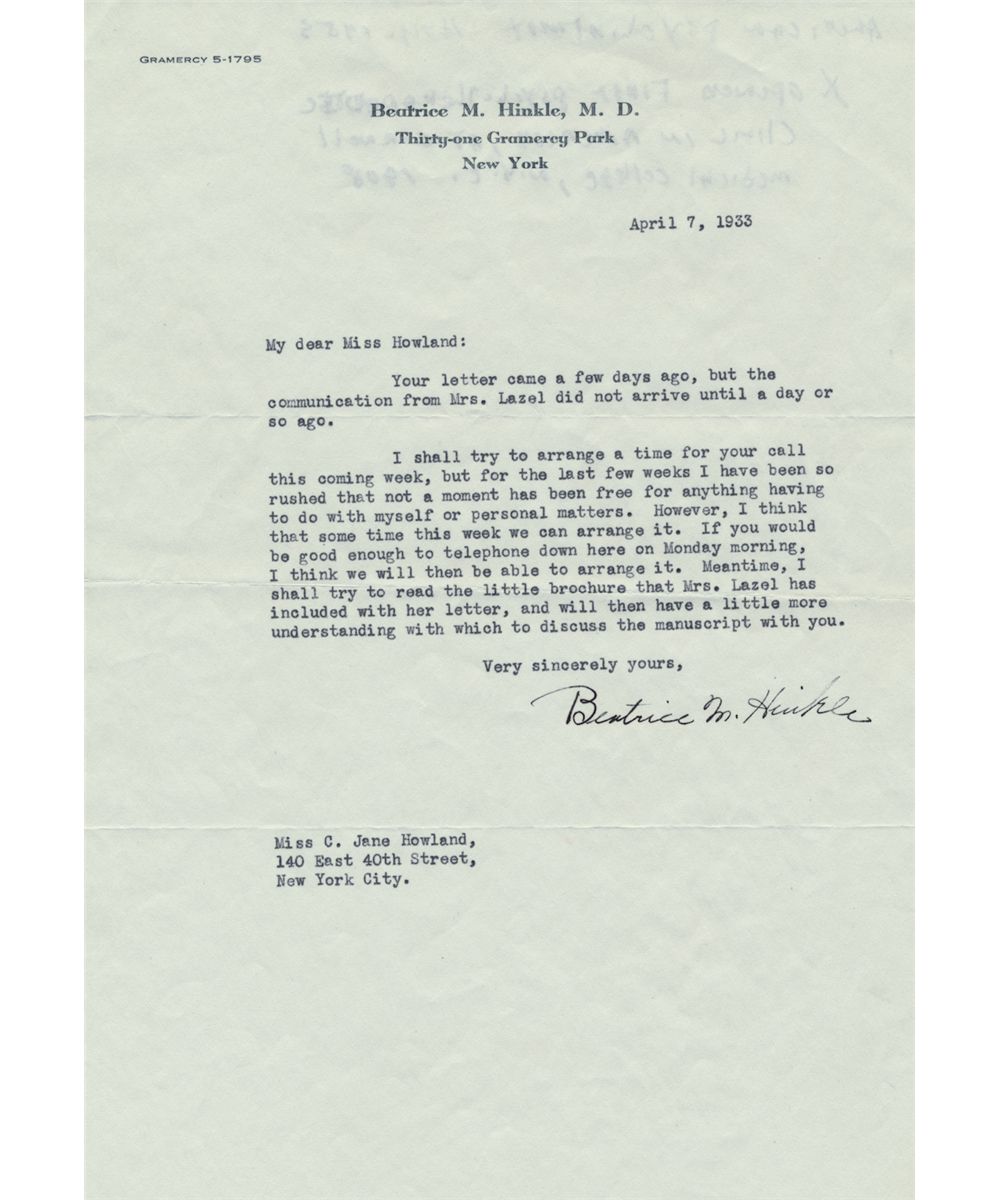 GRAMERCY 5-1795
Beatrice M. Hinkle, M. D.
Thirty-one Gramercy Park
New York
April 7, 1933
My dear Miss Howland:
Your letter came a few days ago, but the
communication from Mrs. Lazel did not arrive until a day or
so ago.
I shall try to arrange a time for your call
this coming week, but for the last few weeks I have been so
rushed that not a moment has been free for anything having
to do with myself or personal matters. However, I think
that some time this week we can arrange it. If you would
be good enough to telephone down here on Monday morning,
I think we will then be able to arrange it. Meantime, I
shall try to read the little brochure that Mrs. Lazel has
included with her letter, and will then have a little more
understanding with which to discuss the manuscript with you.
Very sincerely yours,
Beatrice M. Hinkle
Miss C. Jane Howland,
140 East 40th Street,
New York City.